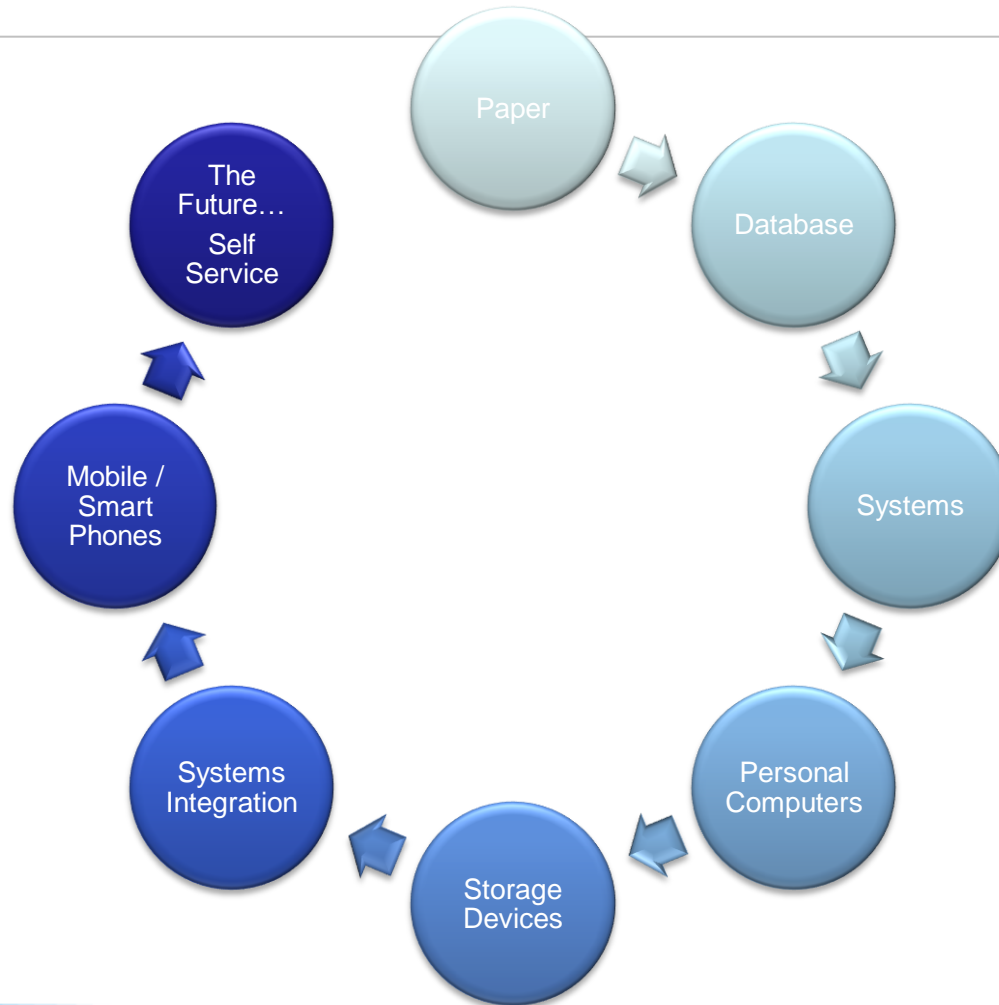 Paper
Database
Systems
Personal
Computers
Storage
Devices
Systems
Integration
Mobile /
Smart
Phones
The
Future…
Self
Service